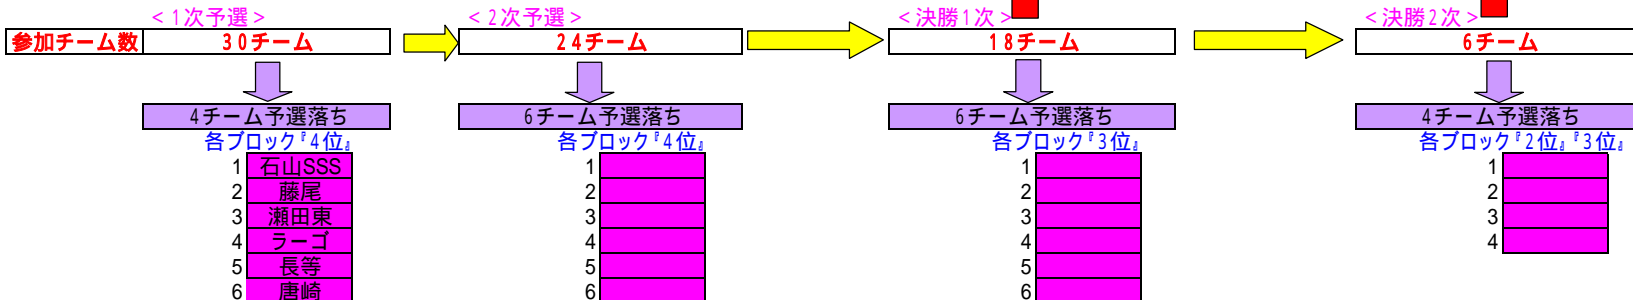 <1次予選> <2次予選> <決勝1次> <決勝2次>
参加チーム数 30チーム 24チーム 18チーム 6チーム
4チーム予選落ち 6チーム予選落ち 6チーム予選落ち 4チーム予選落ち
各ブロック『4位』 各ブロック『4位』 各ブロック『3位』 各ブロック『2位』『3位』
1 石山SSS 1 1 1
2 藤尾 2 2 2
3 瀬田東 3 3 3
4 ラーゴ 4 4 4
5 長等 5 5
6 唐崎 6 6